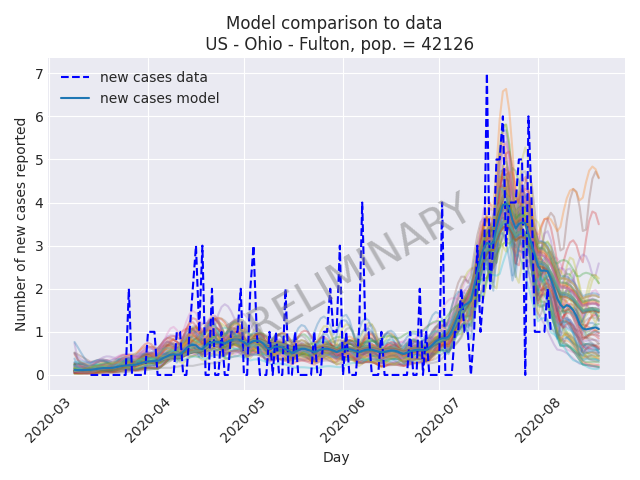 Model comparison to data
US - Ohio - Fulton, pop. = 42126
new cases data
new cases model
Number of new cases reported
7
6
5
4
3
2
1
0
PRELIMINARY
2020-03
2020-04
2020-05
2020-06
2020-07
2020-08
Day